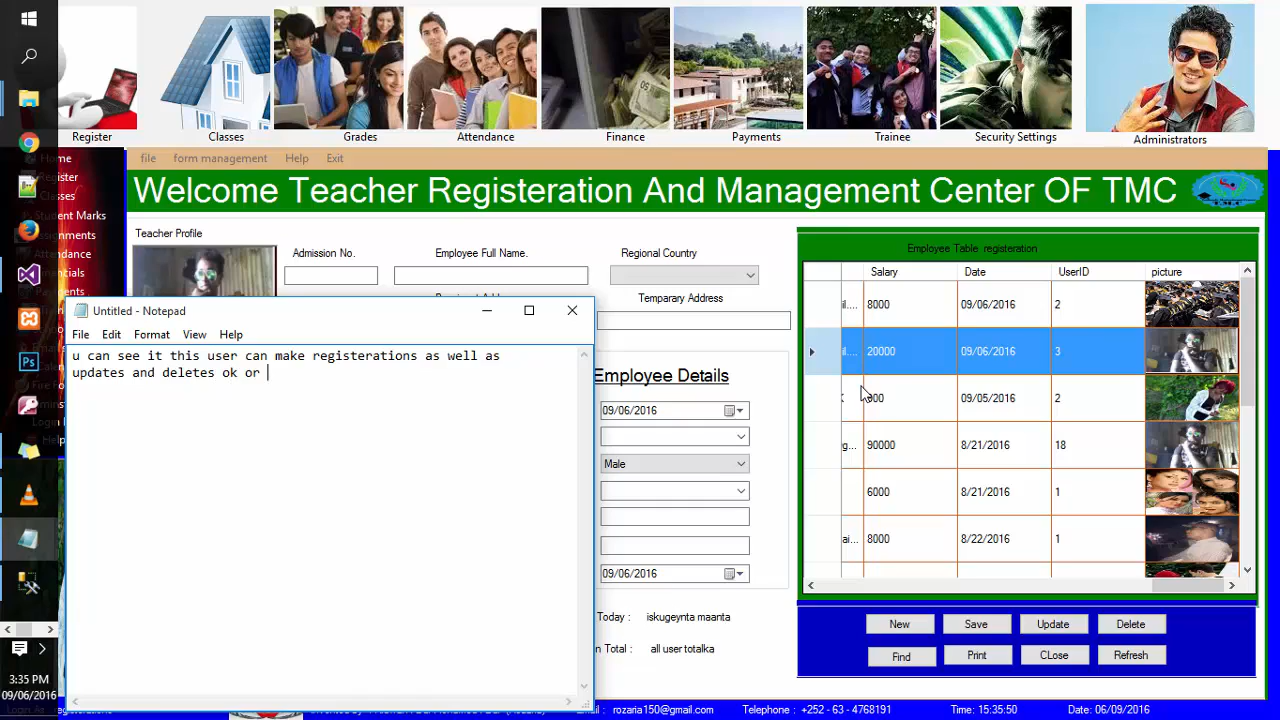 Register
Classes
Grades
Attendance
Finance
Payments
Trainee
Security Settings
Administrators
Home
file
form management
Help
Exit
Register
Classes
Student Marks
Attendance
Welcome Teacher Registeration And Management Center OF TMC
Teacher Profile
Admission No.
Employee Full Name.
Regional Country
Temparary Address
Employee Table registeration
Salary
Date
UserID
picture
8000
09/06/2016
2
20000
09/06/2016
3
09/05/2016
2
90000
8/21/2016
18
6000
8/21/2016
1
8000
8/22/2016
1
Untitled - Notepad
File
Edit
Format
View
Help
u can see it this user can make registerations as well as
updates and deletes ok or
Employee Details
09/06/2016
Male
09/06/2016
Today :
iskugeynta maanta
Total :
all user totalka
New
Save
Update
Delete
Find
Print
CLose
Refresh
3:35 PM
09/06/2016
rozaria150@gmail.com
Telephone : +252 - 63 - 4768191
Time: 15:35:50
Date: 06/09/2016